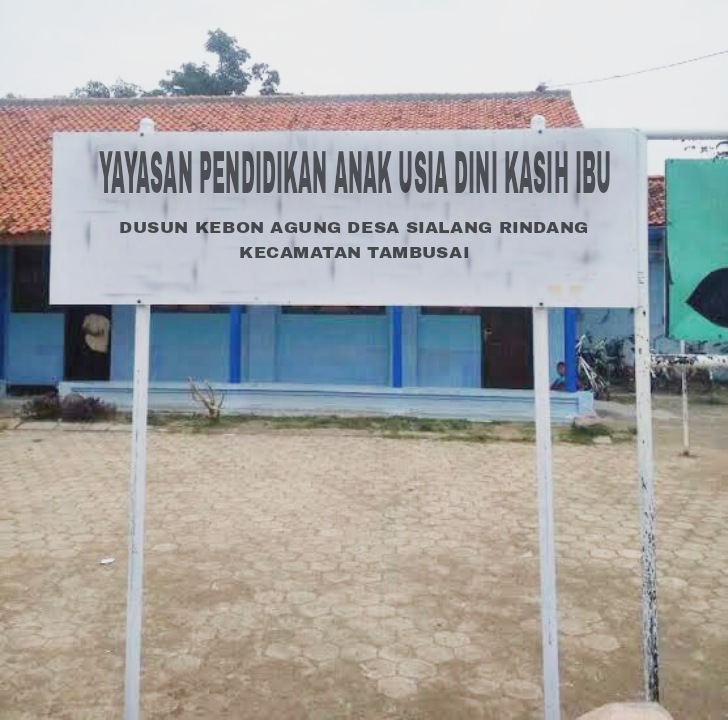 YAYASAN PENDIDIKAN ANAK USIA DINI KASIH IBU
DUSUN KEBON AGUNG DESA SIALANG RINDANG
KECAMATAN TAMBUSAI